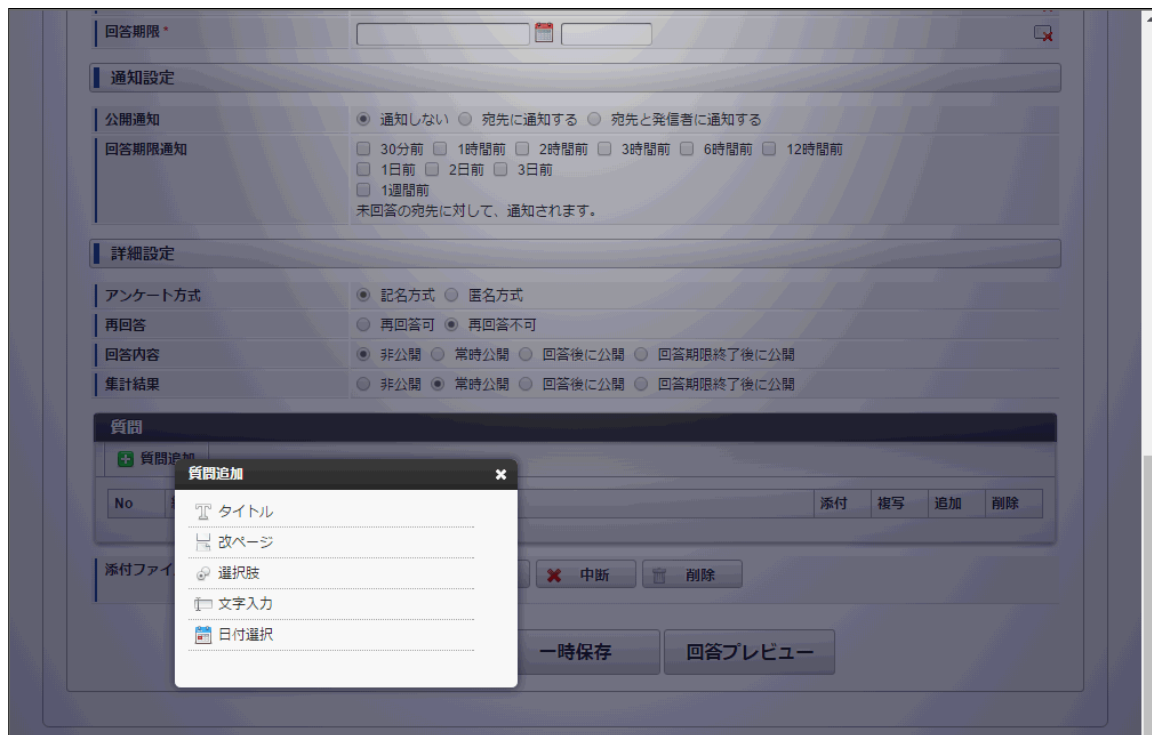 回答期限*
通知設定
公開通知 通知しない 宛先に通知する 宛先と発信者に通知する
回答期限通知 30分前 1時間前 2時間前 3時間前 6時間前 12時間前
1日前 2日前 3日前
1週間前
未回答の宛先に対して、通知されます。
詳細設定
アンケート方式 記名方式 匿名方式
再回答 再回答可 再回答不可
回答内容 非公開 常時公開 回答後に公開 回答期限終了後に公開
集計結果 非公開 常時公開 回答後に公開 回答期限終了後に公開
質問
質問追加
質問追加
No 添付 複写 追加 削除
タイトル
改ページ
選択肢
添付ファイ 中断 削除
文字入力
日付選択
一時保存 回答プレビュー